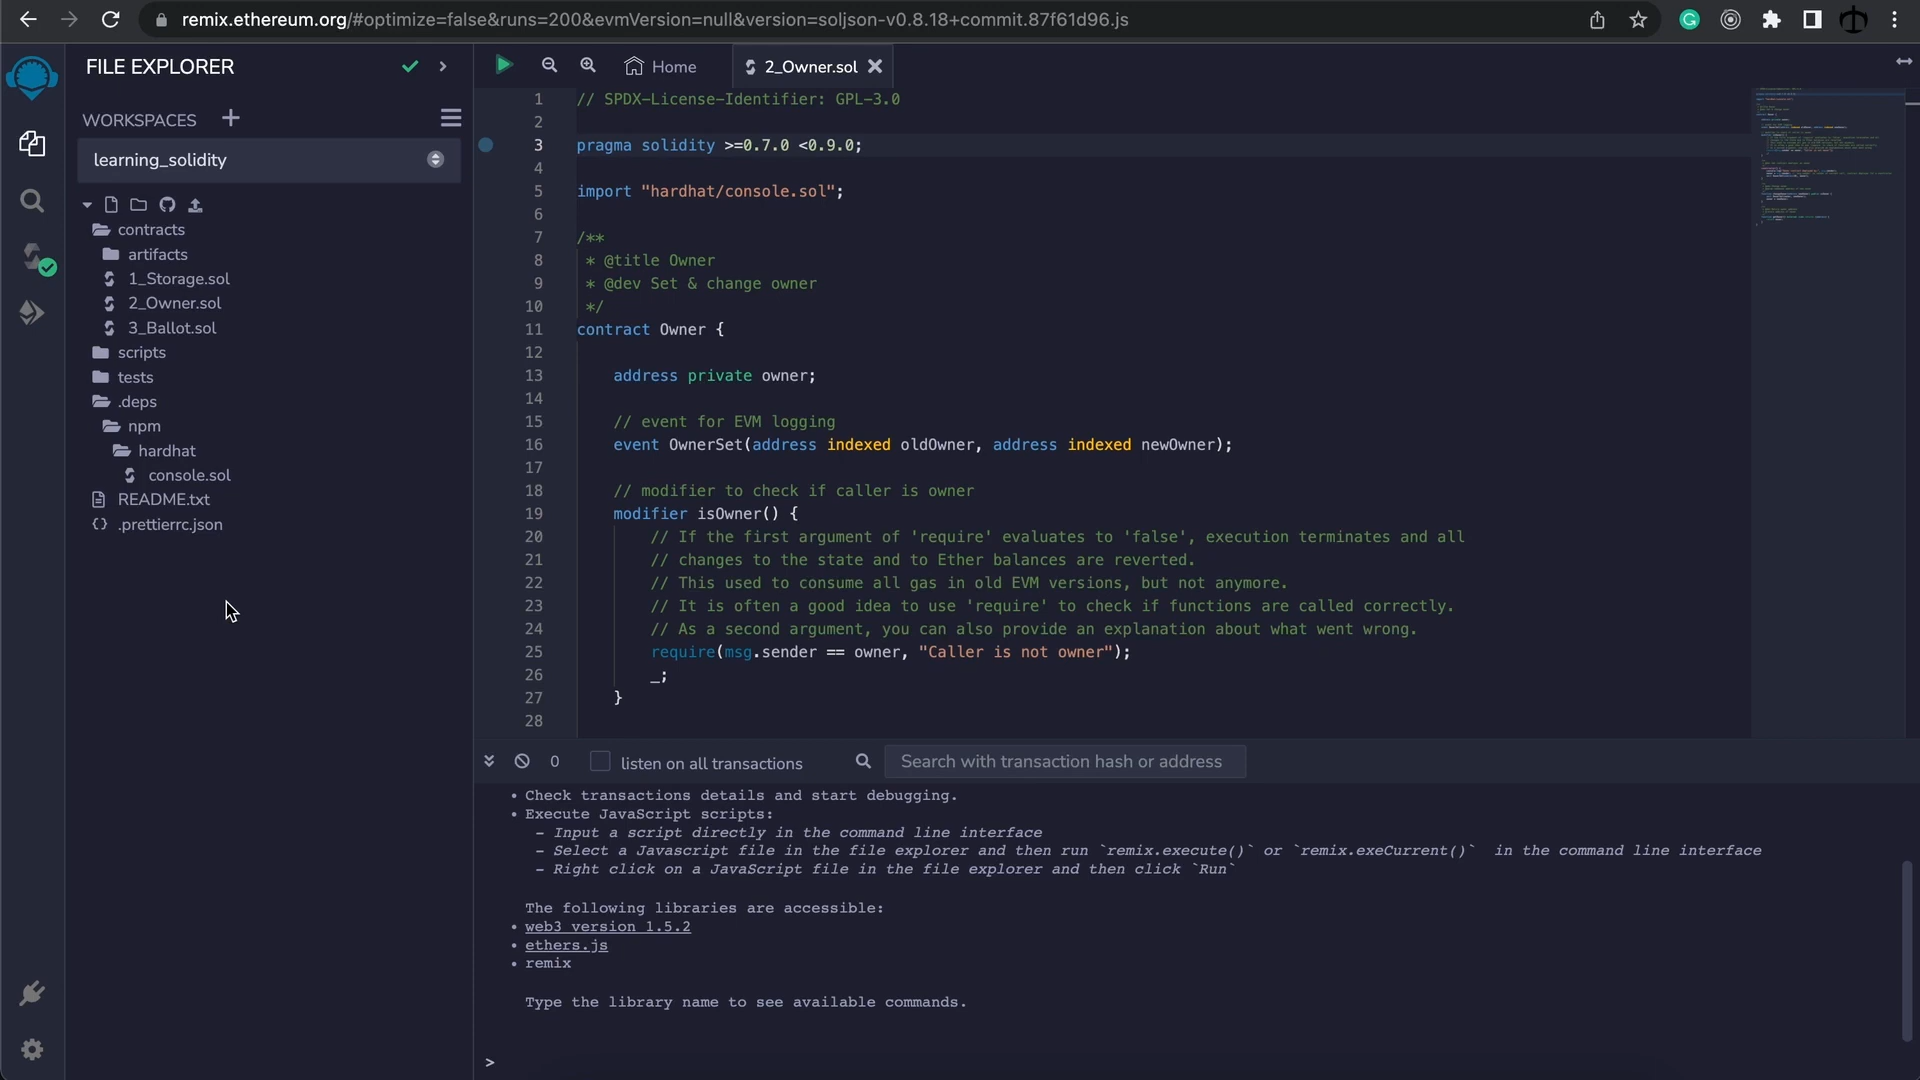 remix.ethereum.org/#optimize=false&runs=200&evmVersion=null&version=soljson-v0.8.18+commit.87f61d96.js
FILE EXPLORER
WORKSPACES
learning_solidity
contracts
artifacts
1_Storage.sol
2_Owner.sol
3_Ballot.sol
scripts
tests
.deps
npm
hardhat
console.sol
README.txt
.prettierrc.json
Home
2_Owner.sol
1 // SPDX-License-Identifier: GPL-3.0
2
3 pragma solidity >=0.7.0 <0.9.0;
4
5 import "hardhat/console.sol";
6
7 /**
8 * @title Owner
9 * @dev Set & change owner
10 */
11 contract Owner {
12
13 address private owner;
14
15 // event for EVM logging
16 event OwnerSet(address indexed oldOwner, address indexed newOwner);
17
18 // modifier to check if caller is owner
19 modifier isOwner() {
20 // If the first argument of 'require' evaluates to 'false', execution terminates and all
21 // changes to the state and to Ether balances are reverted.
22 // This used to consume all gas in old EVM versions, but not anymore.
23 // It is often a good idea to use 'require' to check if functions are called correctly.
24 // As a second argument, you can also provide an explanation about what went wrong.
25 require(msg.sender == owner, "Caller is not owner");
26 _;
27 }
28
0
listen on all transactions
Search with transaction hash or address
• Check transactions details and start debugging.
• Execute JavaScript scripts:
- Input a script directly in the command line interface
- Select a Javascript file in the file explorer and then run `remix.execute()` or `remix.exeCurrent()` in the command line interface
- Right click on a JavaScript file in the file explorer and then click `Run`
The following libraries are accessible:
• web3 version 1.5.2
• ethers.js
• remix
Type the library name to see available commands.
>